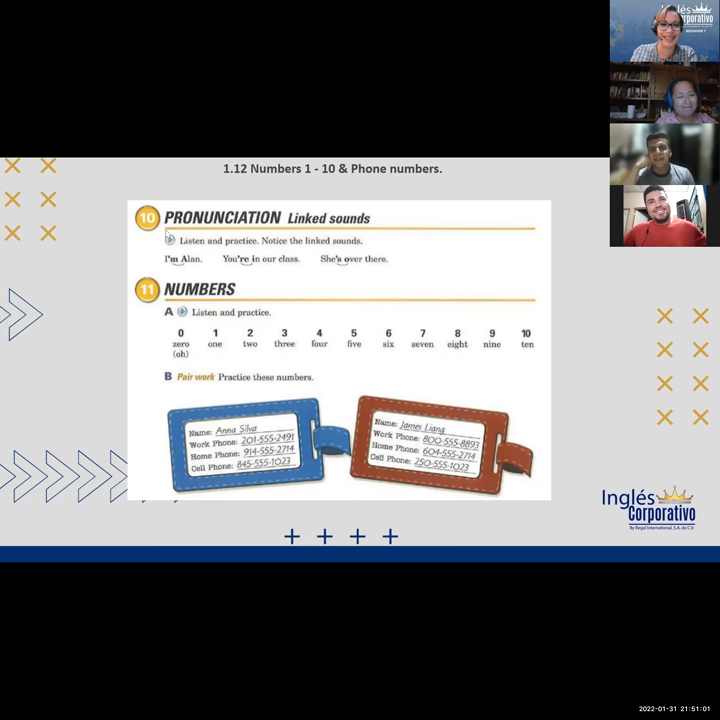 Inglés
Corporativo
BEGINNER 1
1.12 Numbers 1 - 10 & Phone numbers.
10 PRONUNCIATION Linked sounds
Listen and practice. Notice the linked sounds.
I'm Alan. You're in our class. She's over there.
11 NUMBERS
A Listen and practice.
0 1 2 3 4 5 6 7 8 9 10
zero one two three four five six seven eight nine ten
(oh)
B Pair work Practice these numbers.
Name: Anna Silva
Work Phone: 201-555-2491
Home Phone: 914-555-2714
Cell Phone: 845-555-1023
Name: James Liang
Work Phone: 800-555-8893
Home Phone: 604-555-2714
Cell Phone: 250-555-1023
Inglés
Corporativo
By Regal International, S.A. de C.V.
2022-01-31 21:51:01